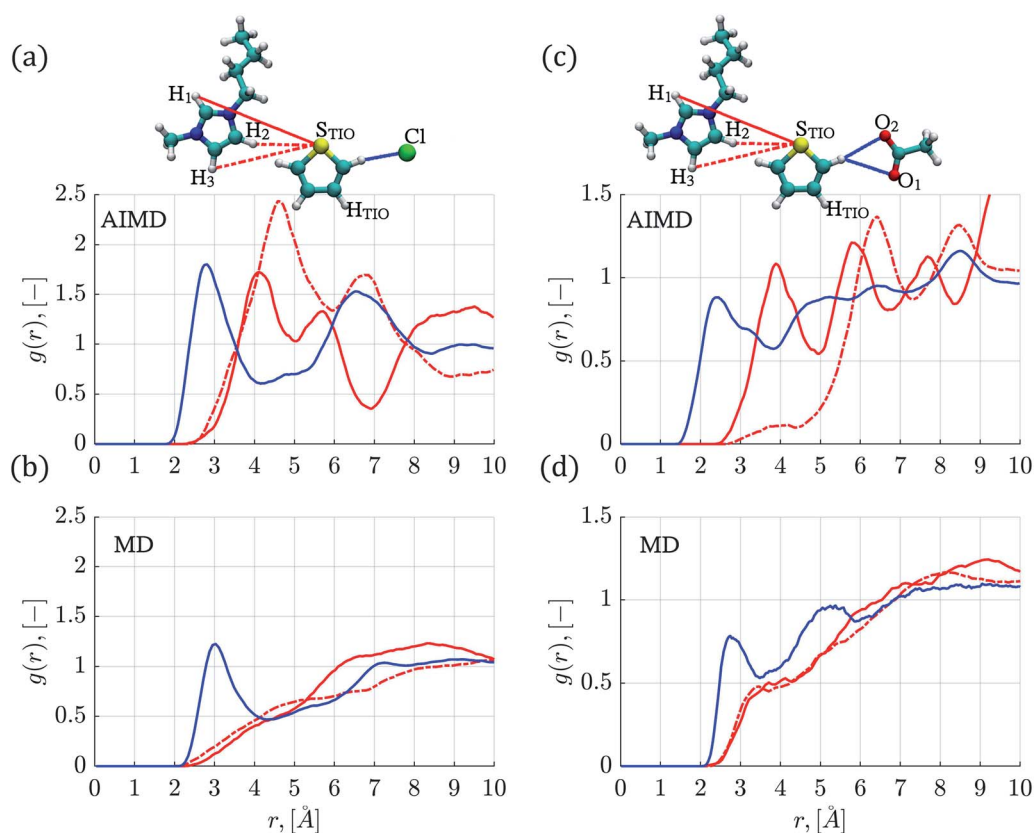 (a)
H1
H2
H3
STIO
Cl
HTIO
AIMD
2.5
2
1.5
1
0.5
0
g(r), [−]
0 1 2 3 4 5 6 7 8 9 10
(c)
H1
H2
H3
STIO
O2
O1
HTIO
AIMD
1.5
1
0.5
0
g(r), [−]
0 1 2 3 4 5 6 7 8 9 10
(b)
MD
2.5
2
1.5
1
0.5
0
g(r), [−]
0 1 2 3 4 5 6 7 8 9 10
r, [Å]
(d)
MD
1.5
1
0.5
0
g(r), [−]
0 1 2 3 4 5 6 7 8 9 10
r, [Å]